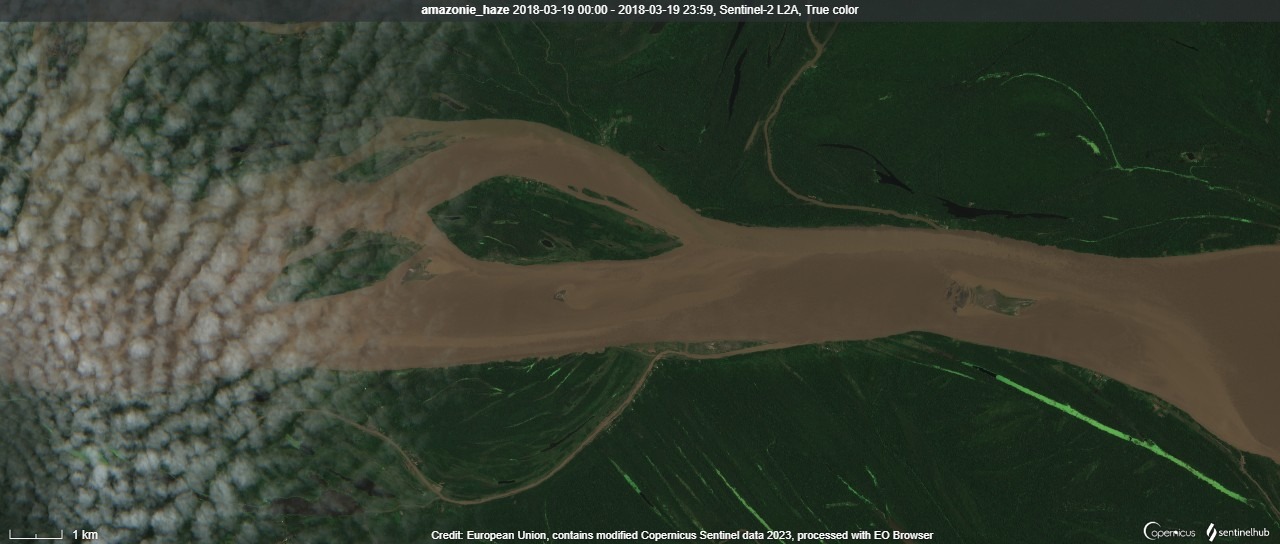 amazonie_haze 2018-03-19 00:00 - 2018-03-19 23:59, Sentinel-2 L2A, True color
1 km
Credit: European Union, contains modified Copernicus Sentinel data 2023, processed with EO Browser
opernicus
sentinelhub